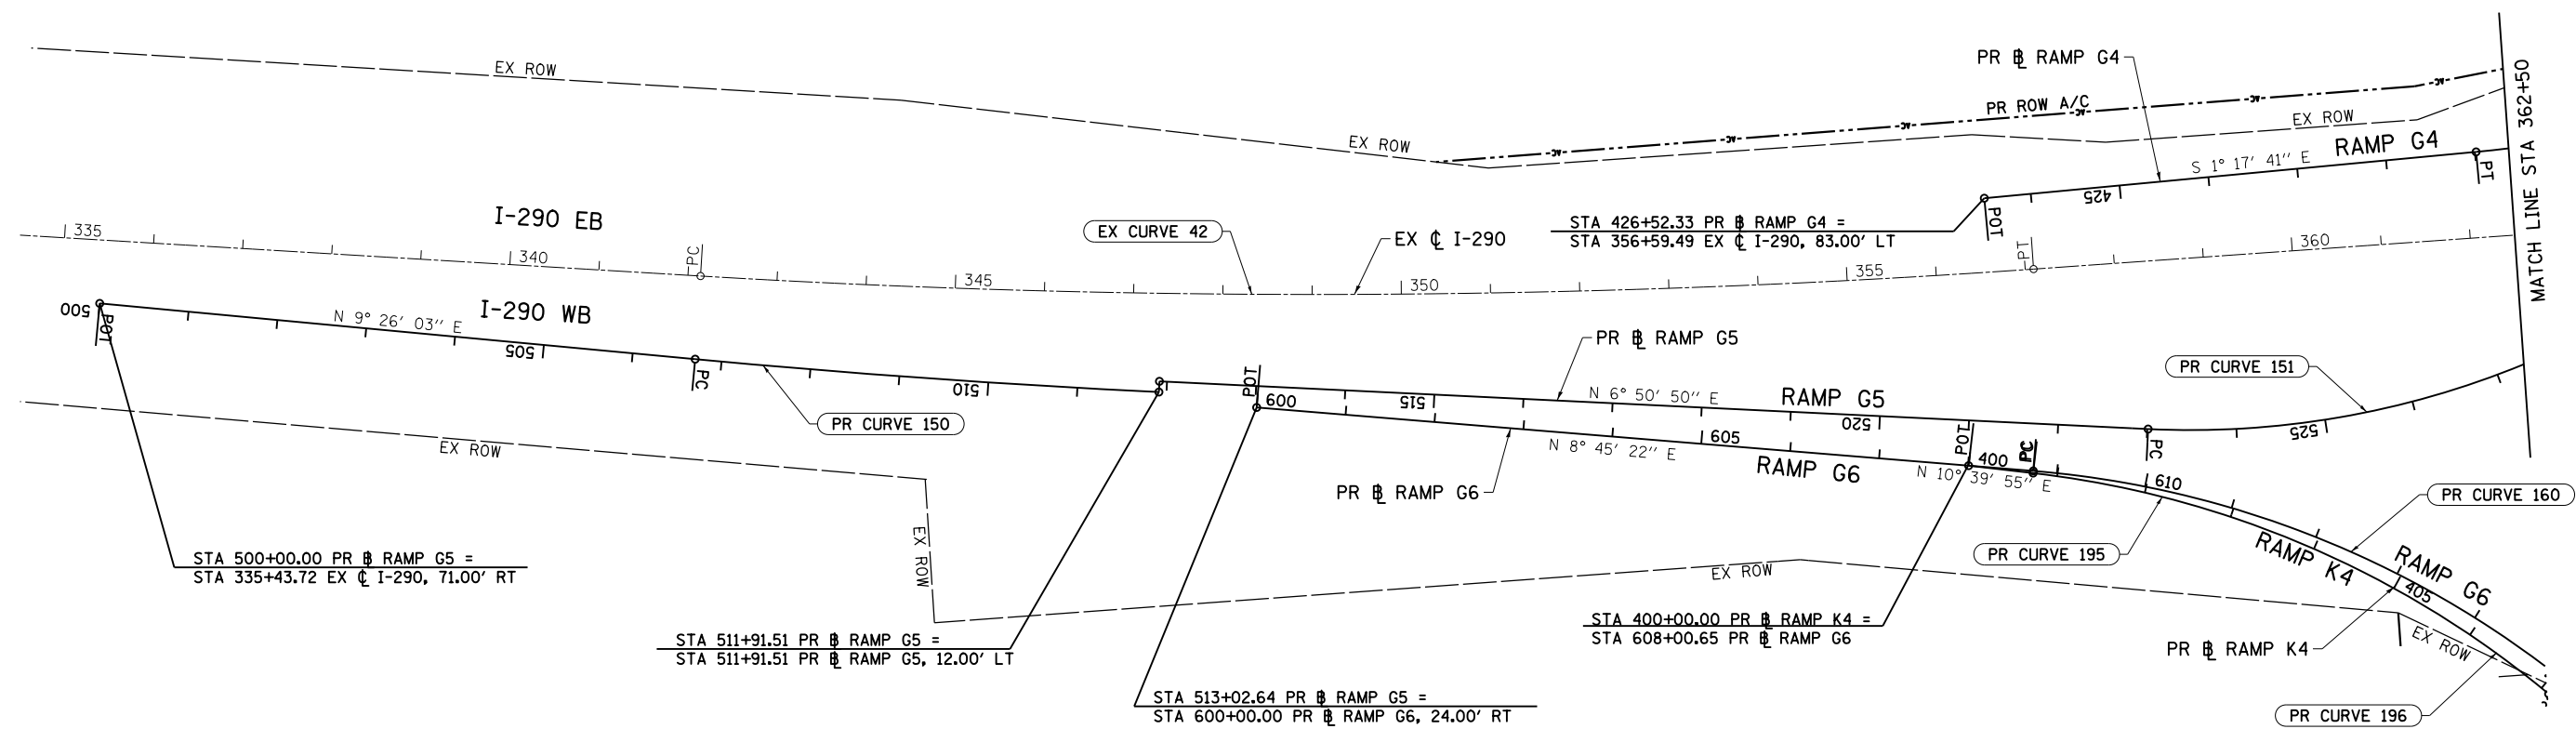 EX ROW
PR ℄ RAMP G4
PR ROW A/C
EX ROW
EX ROW
RAMP G4
S 1° 17' 41" E
MATCH LINE STA 362+50
I-290 EB
EX CURVE 42
EX ℄ I-290
STA 426+52.33 PR ℄ RAMP G4 =
STA 356+59.49 EX ℄ I-290, 83.00' LT
POT
425
PT
335
340
PC
345
350
355
PT
360
500
POT
I-290 WB
N 9° 26' 03" E
505
PC
510
PR CURVE 150
POT
600
PR ℄ RAMP G5
515
N 6° 50' 50" E
RAMP G5
520
PR CURVE 151
525
PC
EX ROW
EX ROW
605
N 8° 45' 22" E
RAMP G6
PR ℄ RAMP G6
POT
400
PC
N 10° 39' 55" E
610
PR CURVE 160
PR CURVE 195
RAMP K4
RAMP G6
405
EX ROW
STA 500+00.00 PR ℄ RAMP G5 =
STA 335+43.72 EX ℄ I-290, 71.00' RT
STA 511+91.51 PR ℄ RAMP G5 =
STA 511+91.51 PR ℄ RAMP G5, 12.00' LT
STA 400+00.00 PR ℄ RAMP K4 =
STA 608+00.65 PR ℄ RAMP G6
PR ℄ RAMP K4
EX ROW
STA 513+02.64 PR ℄ RAMP G5 =
STA 600+00.00 PR ℄ RAMP G6, 24.00' RT
PR CURVE 196